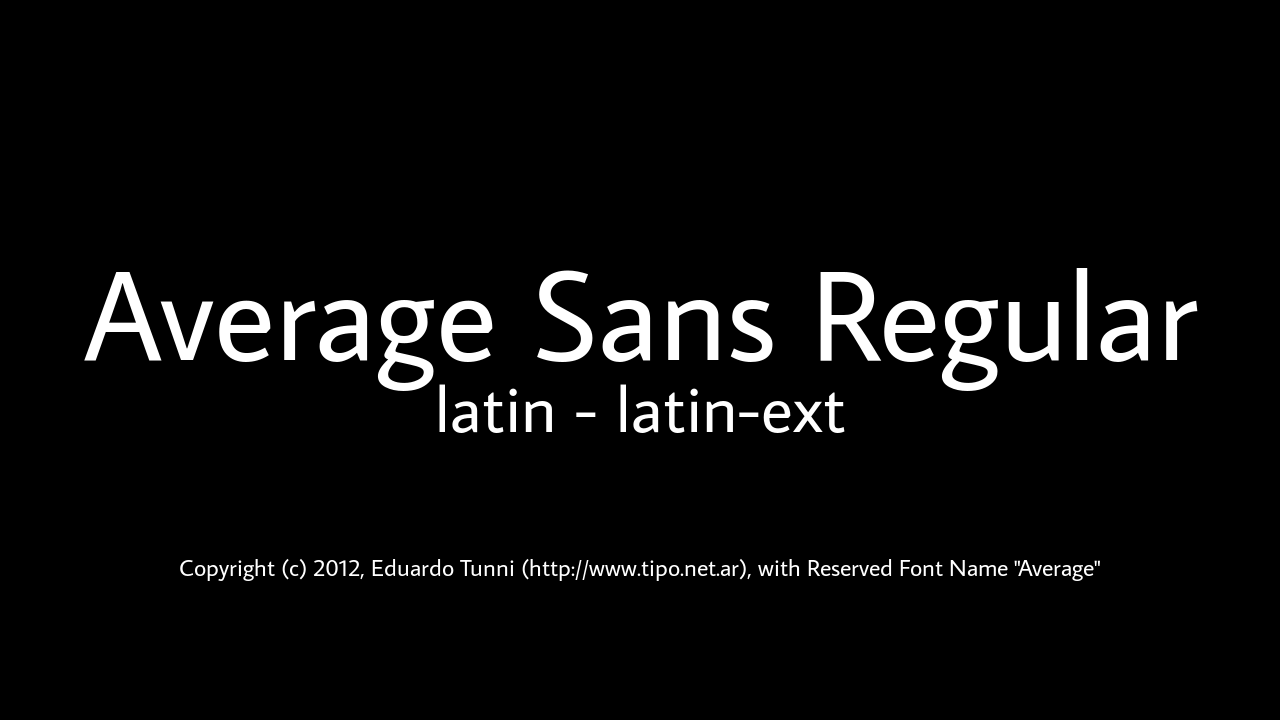 Average Sans Regular
latin - latin-ext
Copyright (c) 2012, Eduardo Tunni (http://www.tipo.net.ar), with Reserved Font Name "Average"